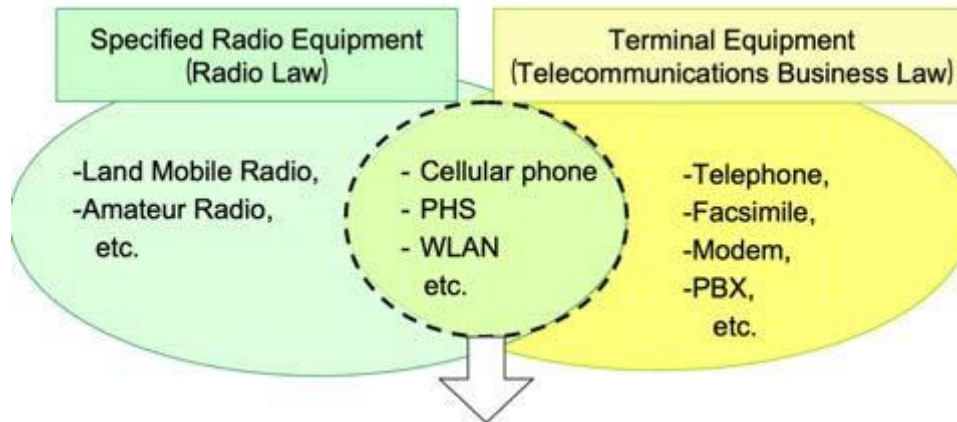 Specified Radio Equipment
(Radio Law)
Terminal Equipment
(Telecommunications Business Law)
-Land Mobile Radio,
-Amateur Radio,
etc.
- Cellular phone
- PHS
- WLAN
etc.
-Telephone,
-Facsimile,
-Modem,
-PBX,
etc.